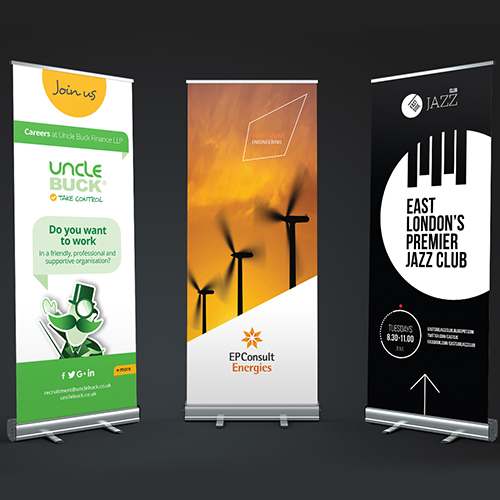 Join us
Careers at Uncle Buck Finance LLP
UNCLE
BUCK®
TAKE CONTROL
Do you want
to work
in a friendly, professional and
supportive organisation?
+more
recruitment@unclebuck.co.uk
unclebuck.co.uk
ENGINEERING
EPConsult
Energies
CLUB
JAZZ
EAST
LONDON'S
PREMIER
JAZZ CLUB
TUESDAYS
8.30-11.00